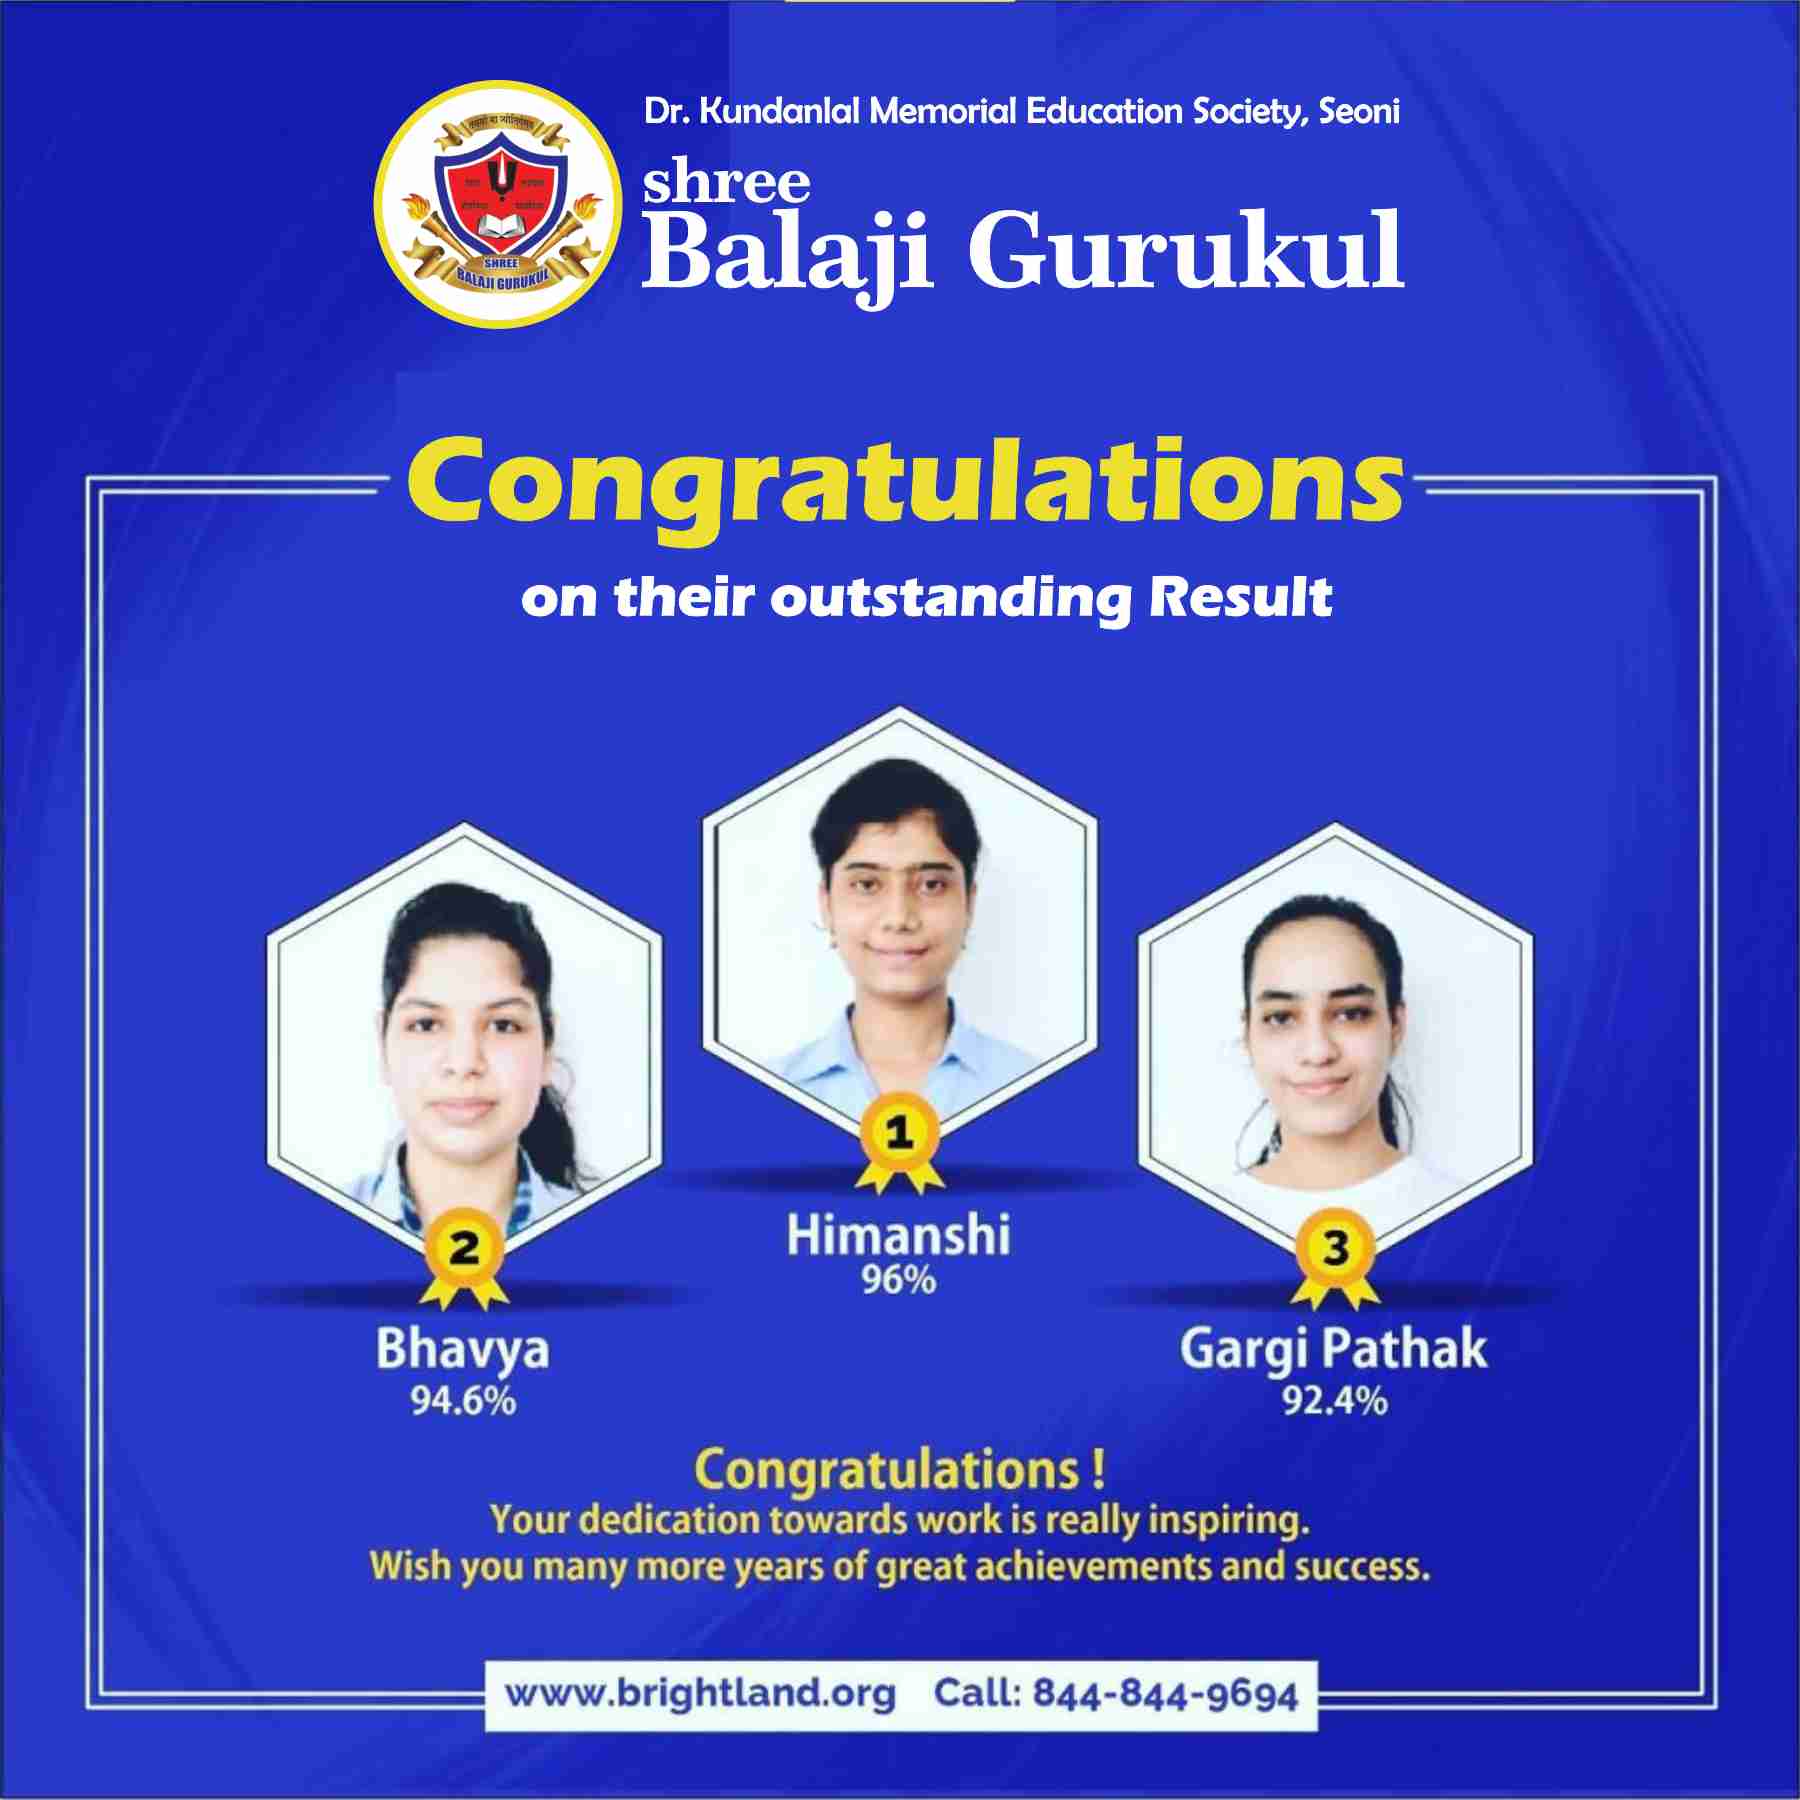 Dr. Kundanlal Memorial Education Society, Seoni
shree
Balaji Gurukul
तमसो मा ज्योतिर्गमय
SHREE
BALAJI GURUKUL
Congratulations
on their outstanding Result
1
Himanshi
96%
2
Bhavya
94.6%
3
Gargi Pathak
92.4%
Congratulations !
Your dedication towards work is really inspiring.
Wish you many more years of great achievements and success.
www.brightland.org Call: 844-844-9694